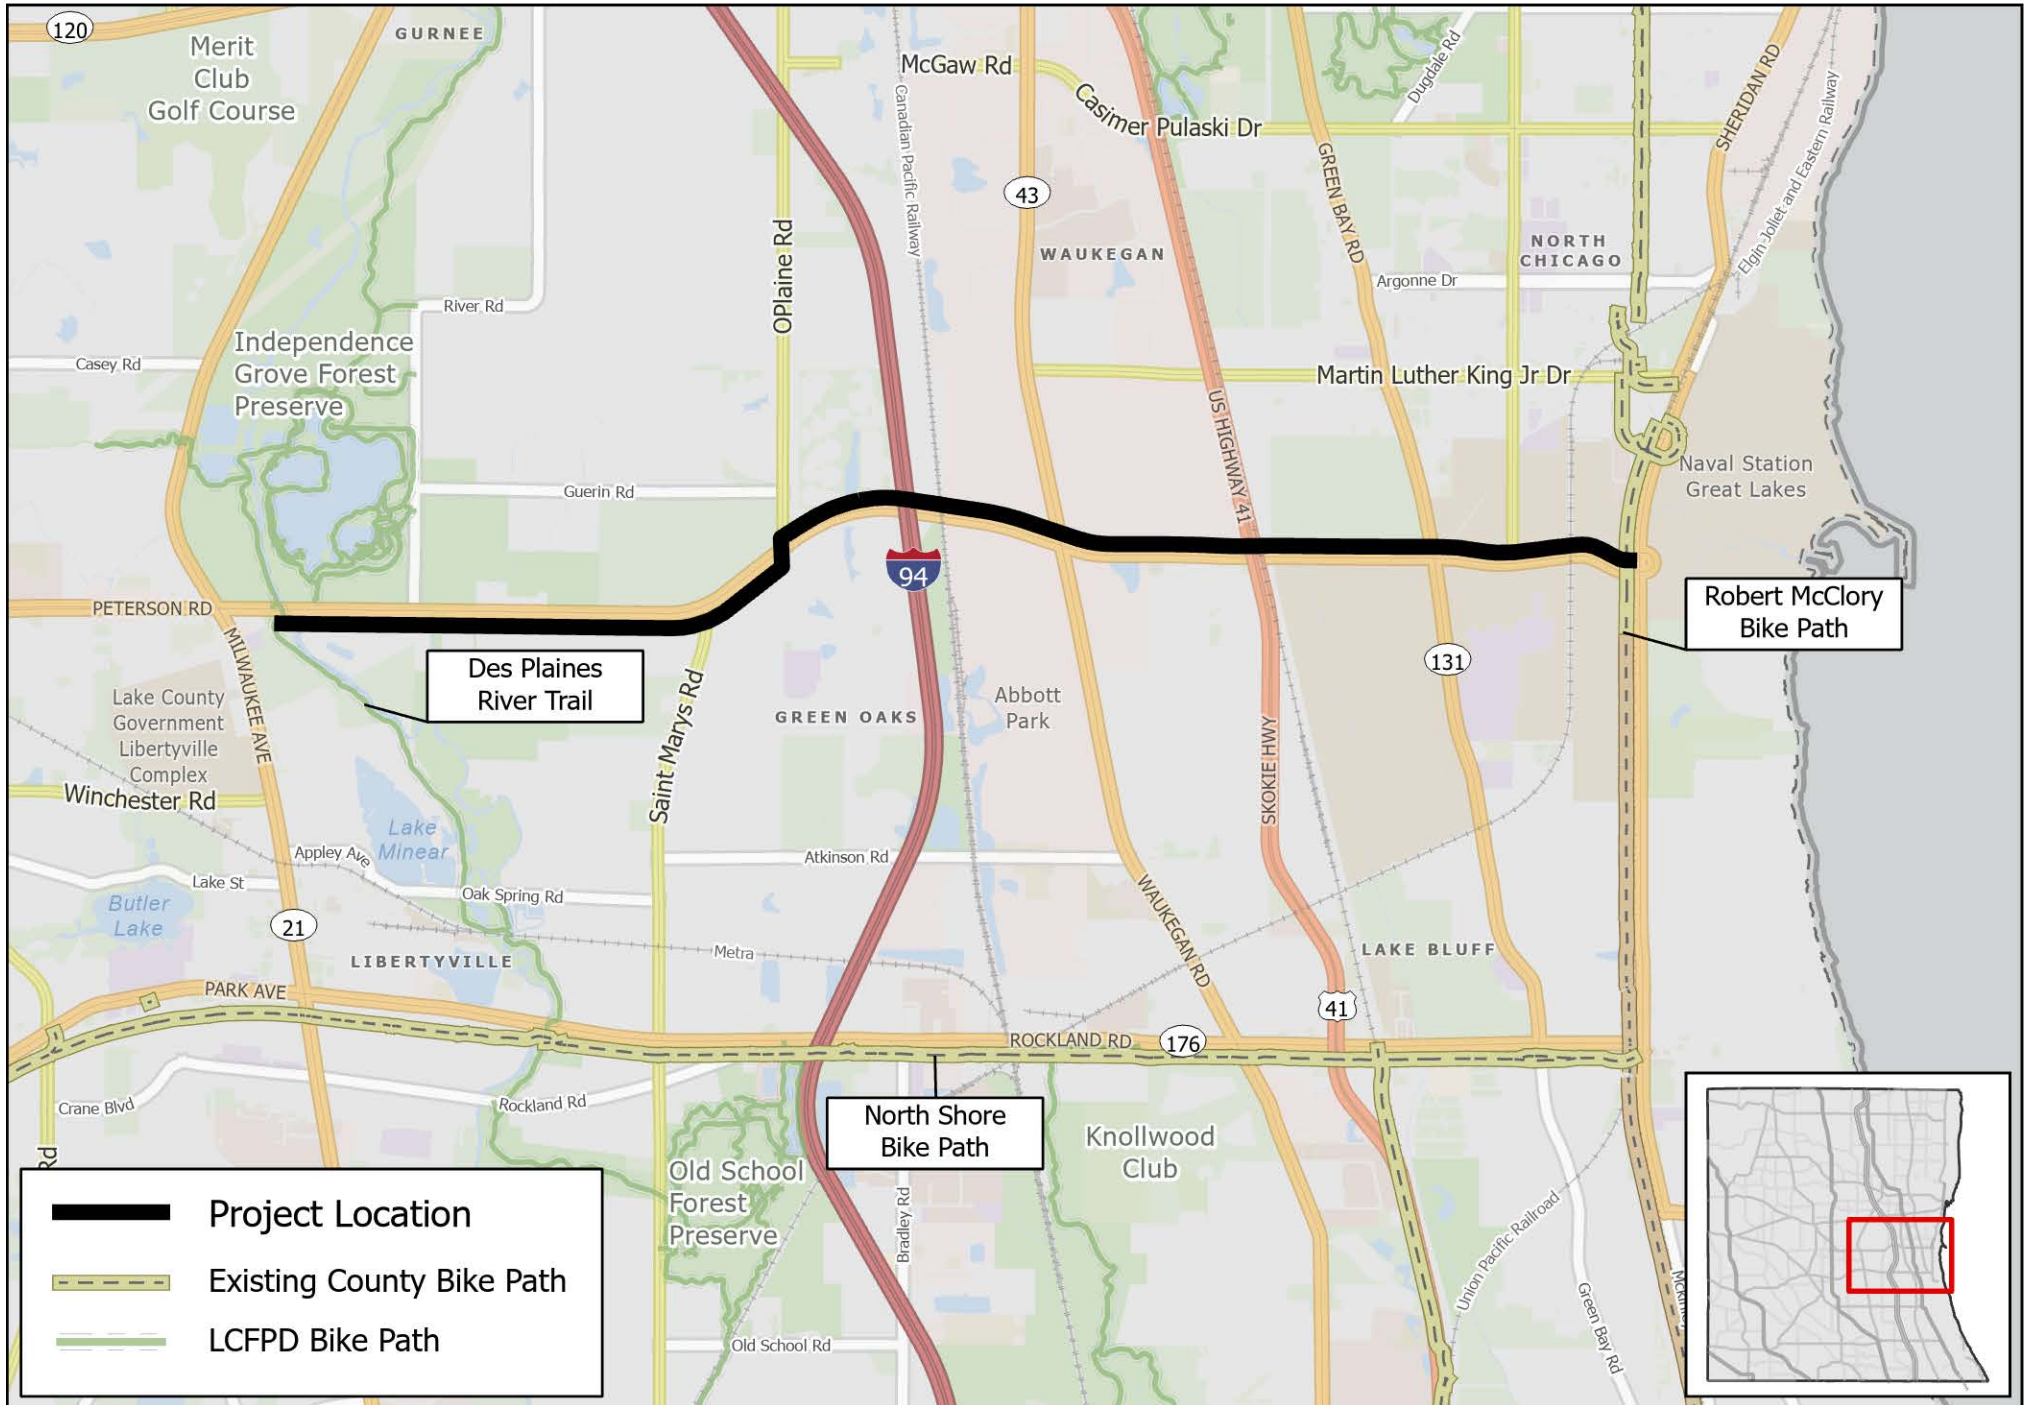 120
Merit
Club
Golf Course
GURNEE
McGaw Rd
Casimer Pulaski Dr
Dugdale Rd
SHERIDAN RD
Canadian Pacific Railway
Elgin Joliet and Eastern Railway
43
OPlaine Rd
WAUKEGAN
GREEN BAY RD
NORTH
CHICAGO
Argonne Dr
River Rd
Independence
Grove Forest
Preserve
Casey Rd
Martin Luther King Jr Dr
US HIGHWAY 41
Naval Station
Great Lakes
Guerin Rd
94
PETERSON RD
Robert McClory
Bike Path
MILWAUKEE AVE
Des Plaines
River Trail
131
Lake County
Government
Libertyville
Complex
Saint Marys Rd
GREEN OAKS
Abbott
Park
SKOKIE HWY
Winchester Rd
Lake
Minear
Appley Ave
Atkinson Rd
Lake St
Oak Spring Rd
Butler
Lake
21
WAUKEGAN RD
Metra
LAKE BLUFF
LIBERTYVILLE
PARK AVE
41
ROCKLAND RD
176
Crane Blvd
Rockland Rd
North Shore
Bike Path
Knollwood
Club
Rd
Old School
Forest
Preserve
Bradley Rd
Union Pacific Railroad
Green Bay Rd
Old School Rd
Project Location
Existing County Bike Path
LCFPD Bike Path